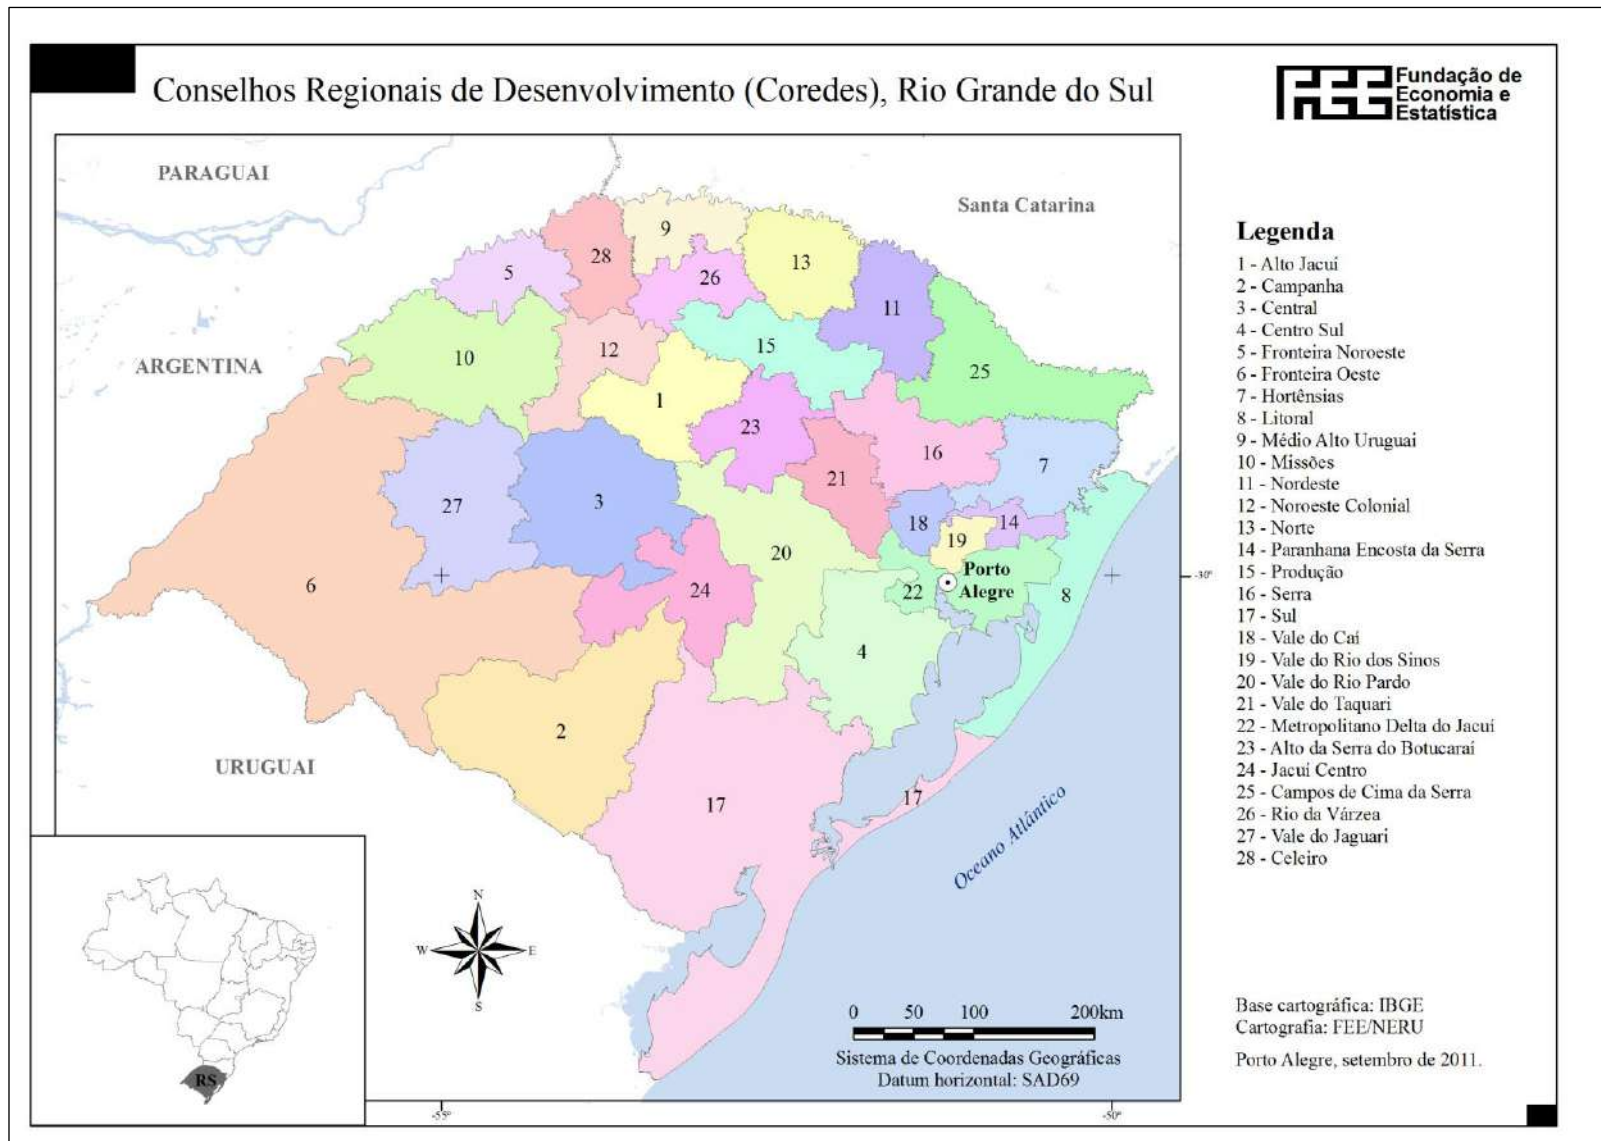 Conselhos Regionais de Desenvolvimento (Coredes), Rio Grande do Sul
FEE
Fundação de
Economia e
Estatística
PARAGUAI
Santa Catarina
ARGENTINA
URUGUAI
Oceano Atlântico
Porto
Alegre
9
28
13
5
26
11
15
12
10
25
1
23
16
7
21
27
3
18
14
19
20
6
24
22
8
4
2
17
17
-30°
-55°
-50°
N
W
E
S
RS
0 50 100 200km
Sistema de Coordenadas Geográficas
Datum horizontal: SAD69
Legenda
1 - Alto Jacuí
2 - Campanha
3 - Central
4 - Centro Sul
5 - Fronteira Noroeste
6 - Fronteira Oeste
7 - Hortênsias
8 - Litoral
9 - Médio Alto Uruguai
10 - Missões
11 - Nordeste
12 - Noroeste Colonial
13 - Norte
14 - Paranhana Encosta da Serra
15 - Produção
16 - Serra
17 - Sul
18 - Vale do Caí
19 - Vale do Rio dos Sinos
20 - Vale do Rio Pardo
21 - Vale do Taquari
22 - Metropolitano Delta do Jacuí
23 - Alto da Serra do Botucaraí
24 - Jacuí Centro
25 - Campos de Cima da Serra
26 - Rio da Várzea
27 - Vale do Jaguari
28 - Celeiro
Base cartográfica: IBGE
Cartografia: FEE/NERU
Porto Alegre, setembro de 2011.